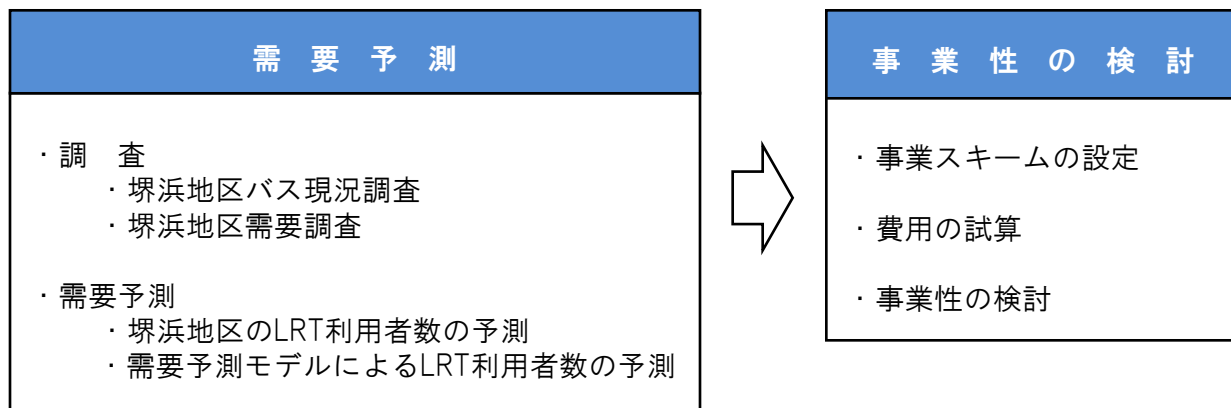 需 要 予 測
・調　査
・堺浜地区バス現況調査
・堺浜地区需要調査
・需要予測
・堺浜地区のLRT利用者数の予測
・需要予測モデルによるLRT利用者数の予測
事 業 性 の 検 討
・事業スキームの設定
・費用の試算
・事業性の検討